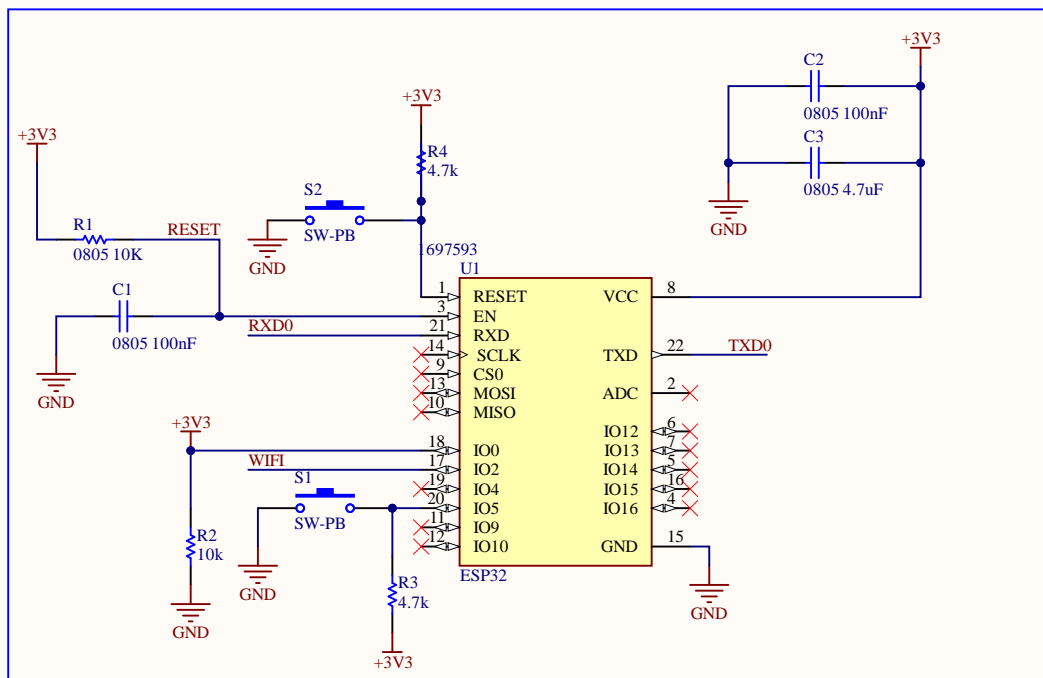 +3V3
C2
0805 100nF
C3
0805 4.7uF
GND
+3V3
R4
4.7k
S2
SW-PB
GND
+3V3
R1
RESET
0805 10K
C1
0805 100nF
GND
1697593
U1
1 RESET VCC 8
3 EN
RXD0 21 RXD
14 SCLK TXD 22 TXD0
9 CS0
13 MOSI ADC 2
10 MISO
IO12 6
+3V3 18 IO0 IO13 7
WIFI 17 IO2 IO14 5
19 IO4 IO15 16
20 IO5 IO16 4
11 IO9
12 IO10 GND 15
ESP32
S1
SW-PB
GND
R2
10k
GND
R3
4.7k
+3V3
GND